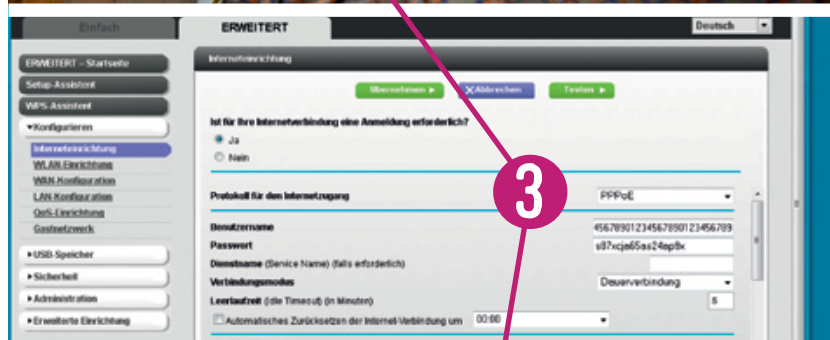 Einfach
ERWEITERT
Deutsch
ERWEITERT – Startseite
Setup-Assistent
WPS-Assistent
Konfigurieren
Interneteinrichtung
WLAN-Einrichtung
WAN-Konfiguration
LAN-Konfiguration
QoS-Einrichtung
Gastnetzwerk
USB-Speicher
Sicherheit
Administration
Erweiterte Einrichtung
Interneteinrichtung
Übernehmen
Abbrechen
Testen
Ist für Ihre Internetverbindung eine Anmeldung erforderlich?
Ja
Nein
3
Protokoll für den Internetzugang PPPoE
Benutzername 45678901234567890123456789
Passwort s87xcja65as24ep9x
Dienstname (Service Name) (falls erforderlich)
Verbindungsmodus Dauerverbindung
Leerlaufzeit (Idle Timeout) (in Minuten) 5
Automatisches Zurücksetzen der Internet-Verbindung um 00:00